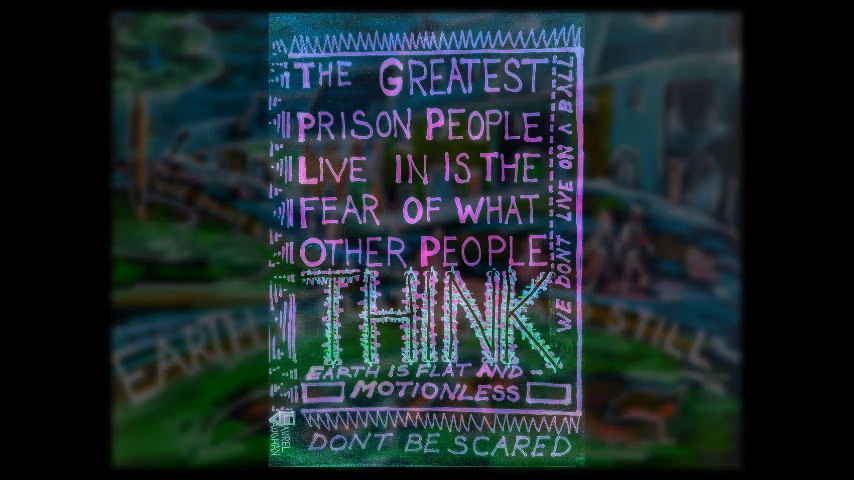 THE GREATEST
PRISON PEOPLE
LIVE IN IS THE
FEAR OF WHAT
OTHER PEOPLE
THINK
EARTH IS FLAT AND -
MOTIONLESS
DONT BE SCARED
WE DONT LIVE ON A BALL
EARTH
STILL